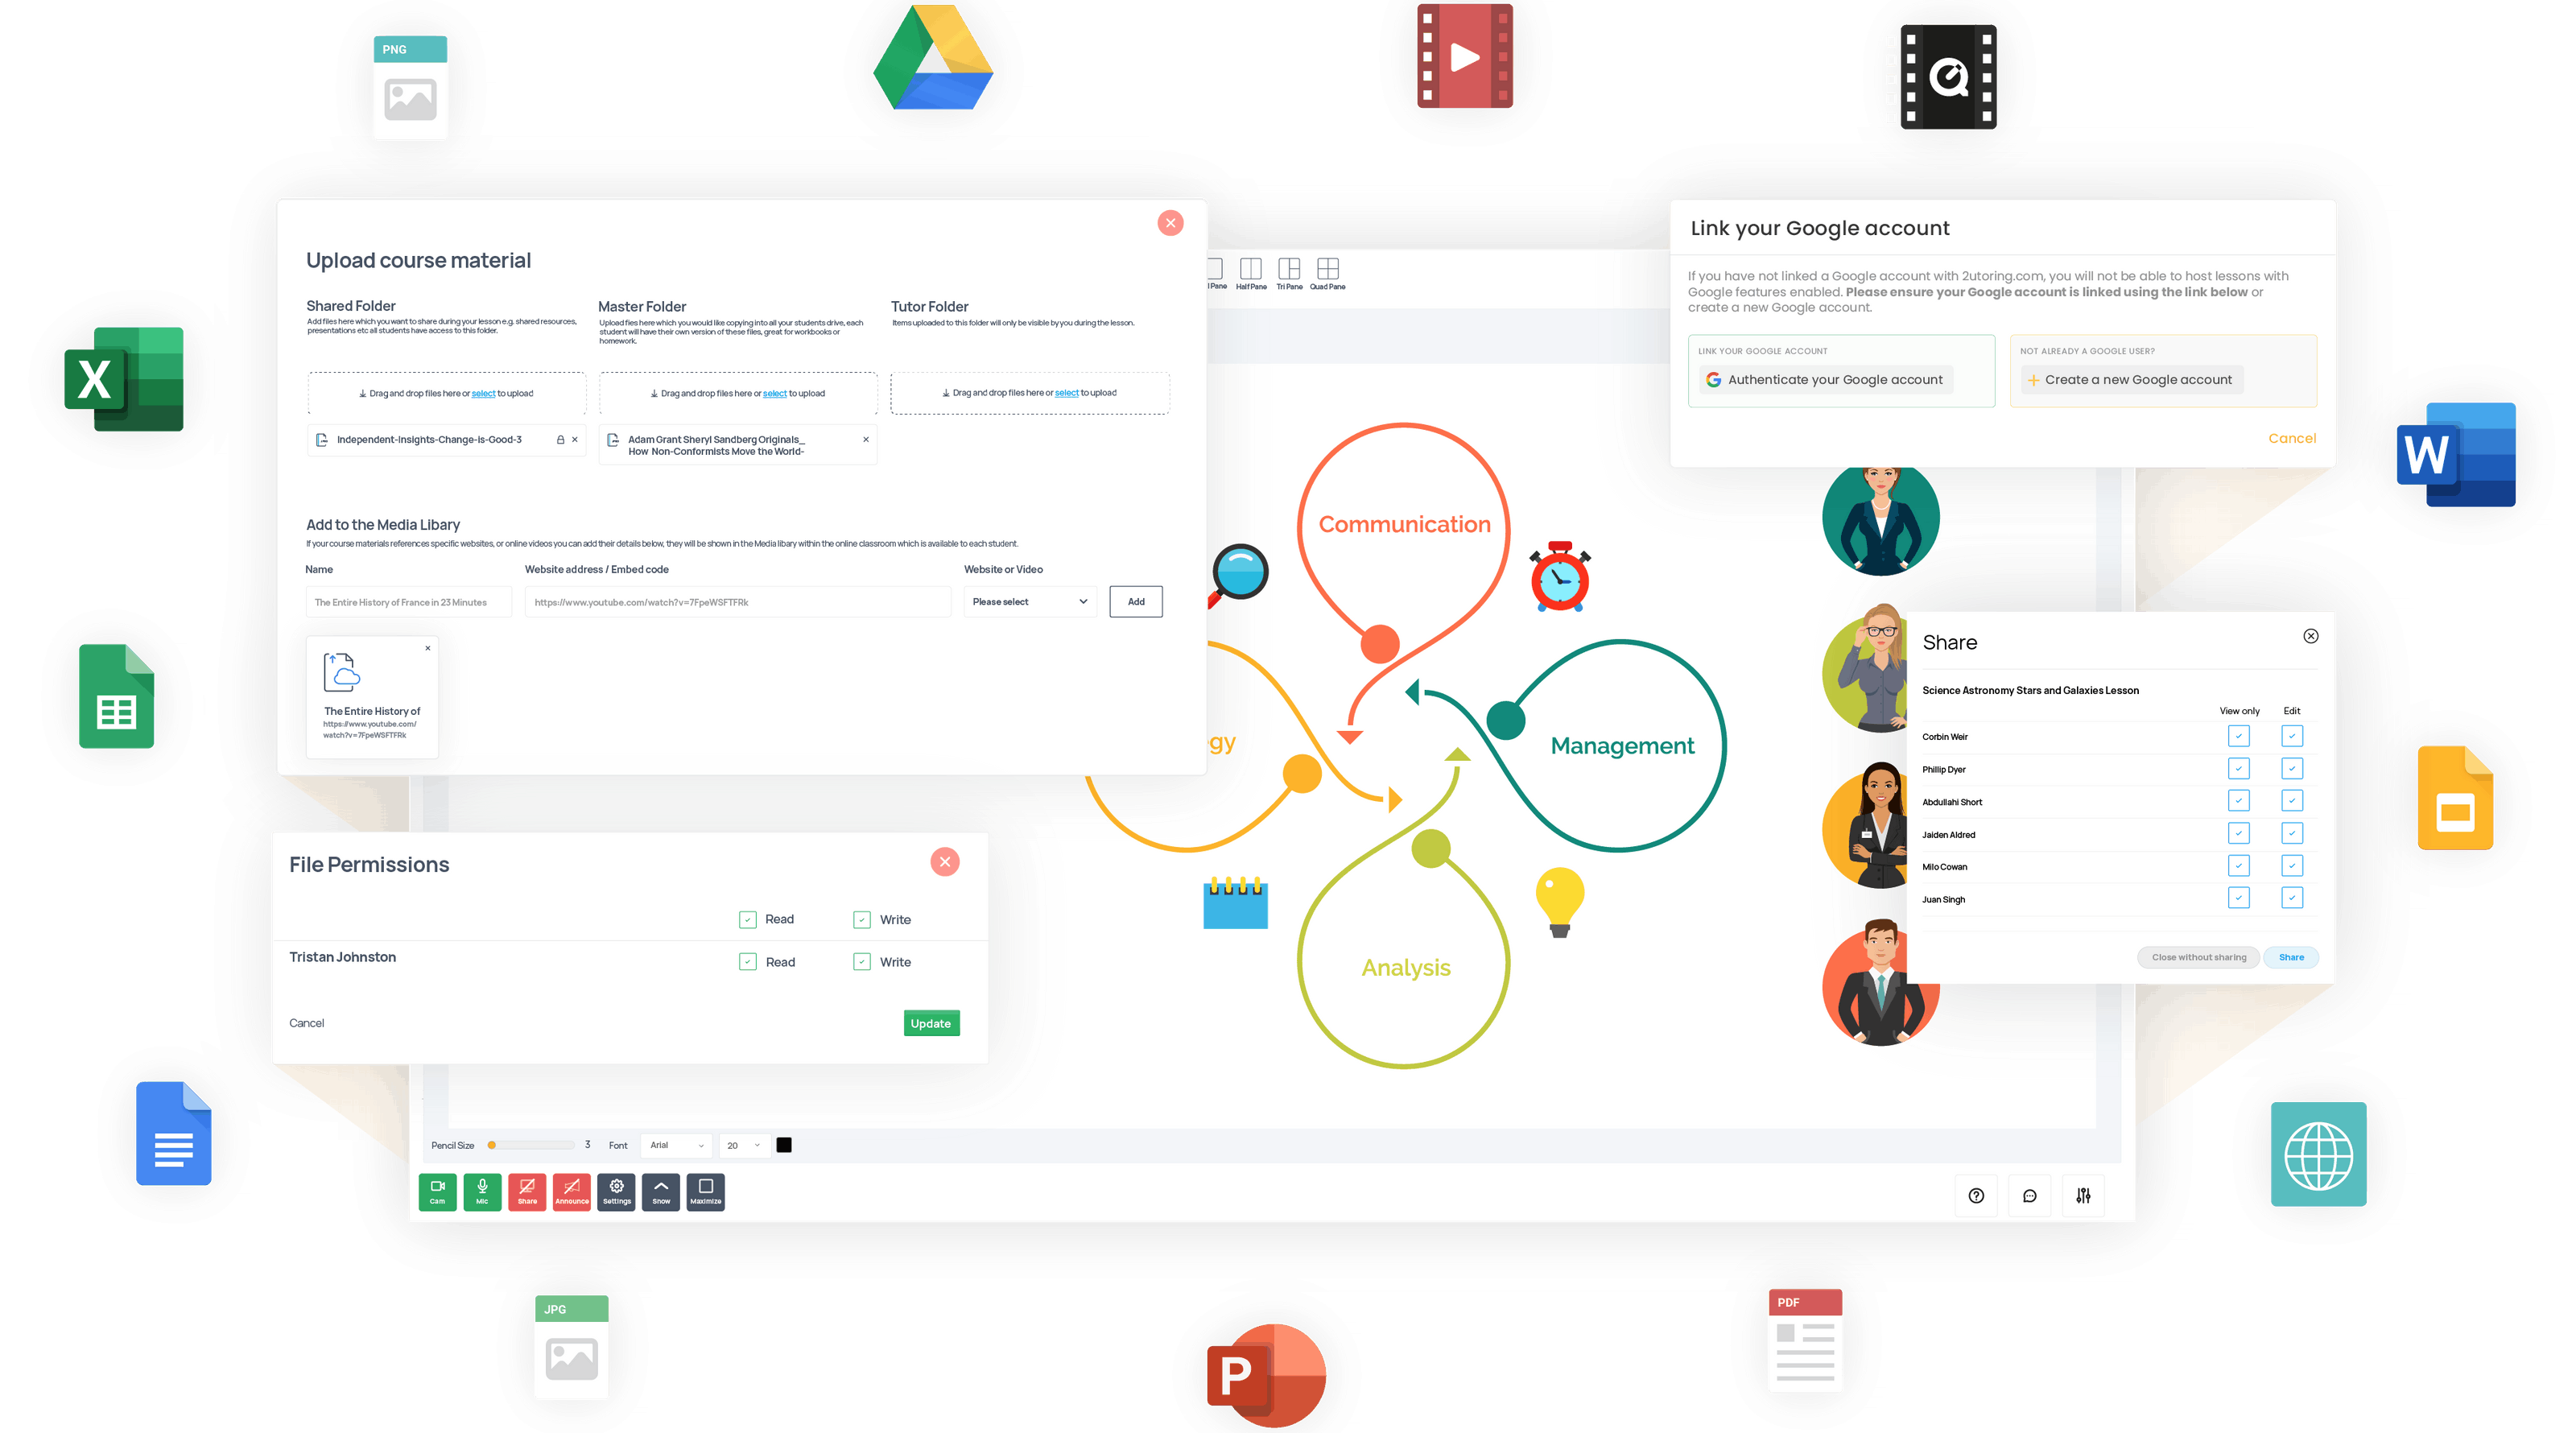 PNG
Upload course material
Shared Folder
Add files here which you want to share during your lesson e.g. shared resources,
presentations etc all students have access to this folder.
Master Folder
Upload fies here which you would like copying into all your students drive, each
student will have their own version of these files, great for workbooks or
homework.
Tutor Folder
Items uploaded to this folder will only be visible by you during the lesson.
Drag and drop files here or select to upload
Drag and drop files here or select to upload
Drag and drop files here or select to upload
Independent-Insights-Change-is-Good-3
Adam Grant Sheryl Sandberg Originals_
How Non-Conformists Move the World-
Add to the Media Libary
If your course materials references specific websites, or online videos you can add their details below, they will be shown in the Media libary within the online classroom which is available to each student.
Name
Website address / Embed code
Website or Video
The Entire History of France in 23 Minutes
https://www.youtube.com/watch?v=7FpeWSFTFRk
Please select
Add
The Entire History of
https://www.youtube.com/
watch?v=7FpeWSFTFRk
Pane
Half Pane
Tri Pane
Quad Pane
Link your Google account
If you have not linked a Google account with 2utoring.com, you will not be able to host lessons with
Google features enabled. Please ensure your Google account is linked using the link below or
create a new Google account.
LINK YOUR GOOGLE ACCOUNT
Authenticate your Google account
NOT ALREADY A GOOGLE USER?
Create a new Google account
Cancel
X
W
Communication
gy
Management
Analysis
Share
Science Astronomy Stars and Galaxies Lesson
View only
Edit
Corbin Weir
Phillip Dyer
Abdullahi Short
Jaiden Aldred
Milo Cowan
Juan Singh
Close without sharing
Share
File Permissions
Read
Write
Tristan Johnston
Read
Write
Cancel
Update
Pencil Size
3
Font
Arial
20
Cam
Mic
Share
Announce
Settings
Show
Maximize
JPG
P
PDF